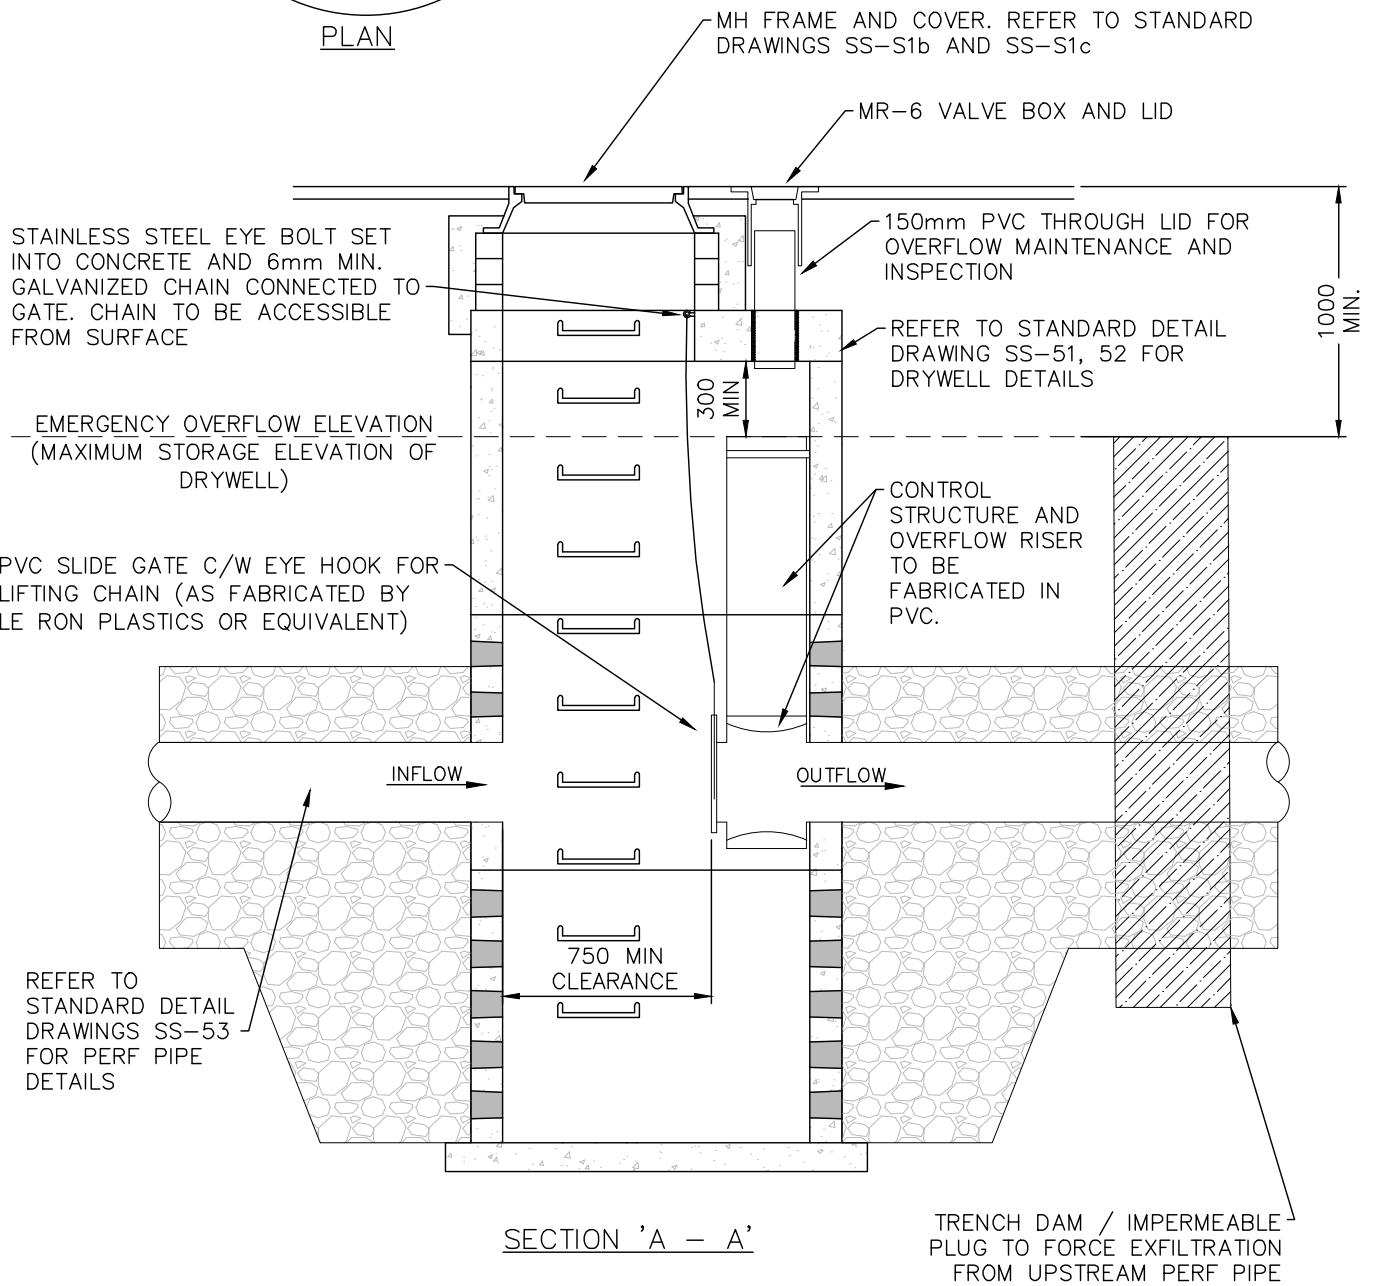 PLAN
MH FRAME AND COVER. REFER TO STANDARD
DRAWINGS SS-S1b AND SS-S1c
MR-6 VALVE BOX AND LID
STAINLESS STEEL EYE BOLT SET
INTO CONCRETE AND 6mm MIN.
GALVANIZED CHAIN CONNECTED TO
GATE. CHAIN TO BE ACCESSIBLE
FROM SURFACE
150mm PVC THROUGH LID FOR
OVERFLOW MAINTENANCE AND
INSPECTION
1000
MIN.
REFER TO STANDARD DETAIL
DRAWING SS-51, 52 FOR
DRYWELL DETAILS
300
MIN
EMERGENCY OVERFLOW ELEVATION
(MAXIMUM STORAGE ELEVATION OF
DRYWELL)
CONTROL
STRUCTURE AND
OVERFLOW RISER
TO BE
FABRICATED IN
PVC.
PVC SLIDE GATE C/W EYE HOOK FOR
LIFTING CHAIN (AS FABRICATED BY
LE RON PLASTICS OR EQUIVALENT)
INFLOW
OUTFLOW
750 MIN
CLEARANCE
REFER TO
STANDARD DETAIL
DRAWINGS SS-53
FOR PERF PIPE
DETAILS
SECTION 'A - A'
TRENCH DAM / IMPERMEABLE
PLUG TO FORCE EXFILTRATION
FROM UPSTREAM PERF PIPE